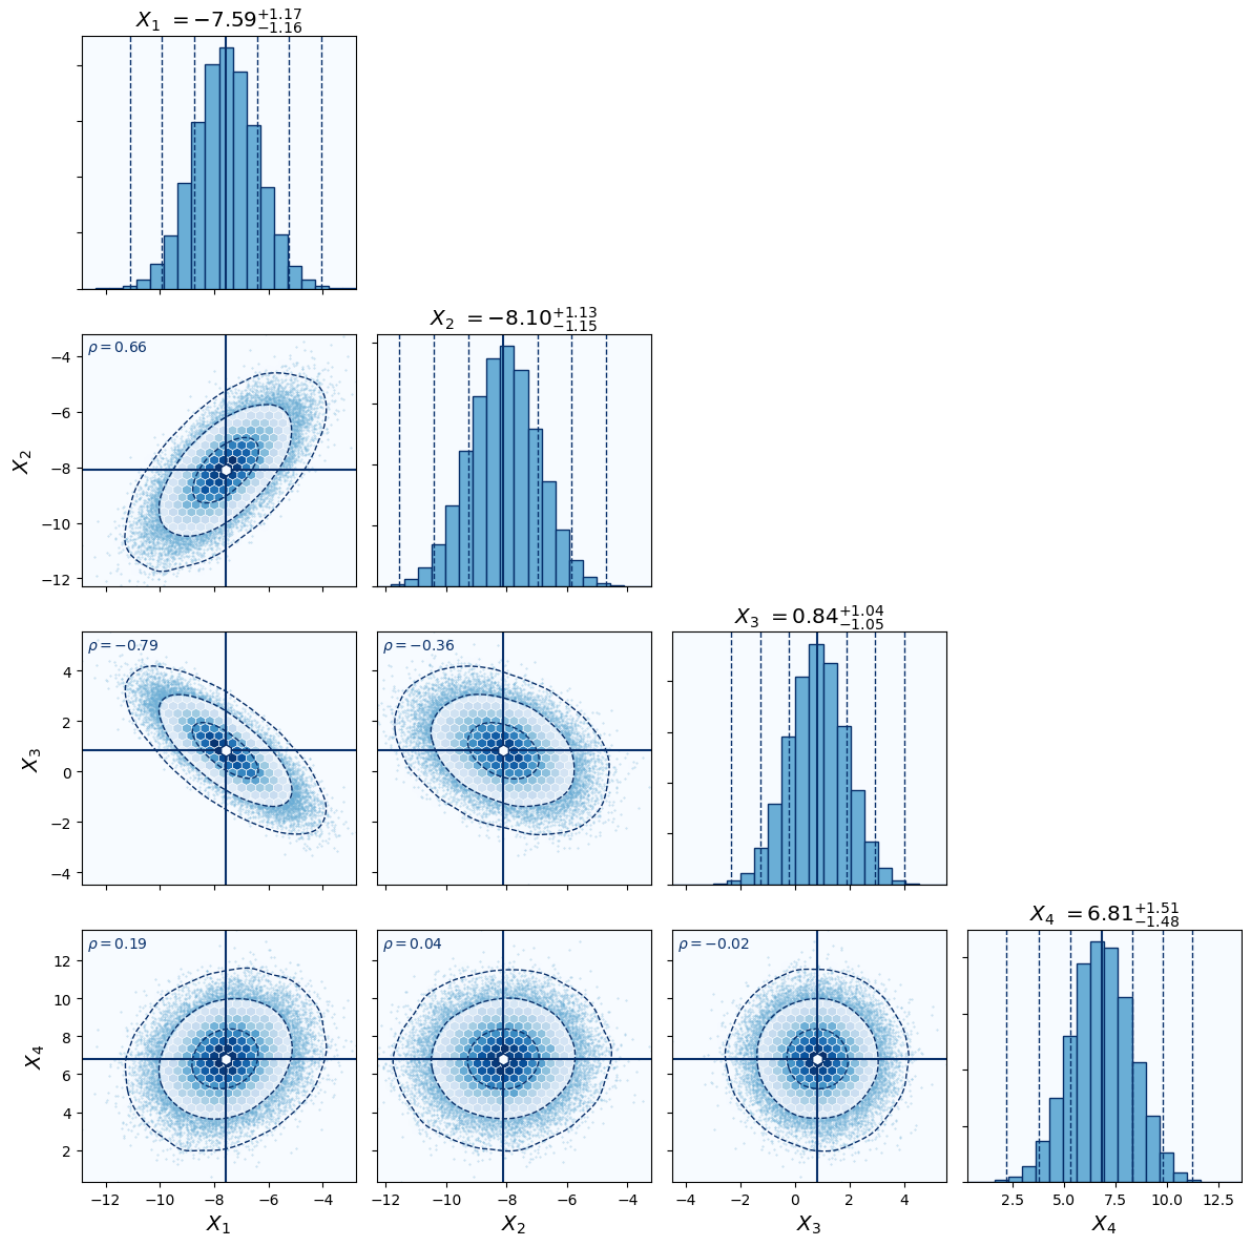 X₁ = −7.59 +1.17 −1.16
X₂ = −8.10 +1.13 −1.15
ρ = 0.66
−4
−6
−8
−10
−12
X₂
X₃ = 0.84 +1.04 −1.05
ρ = −0.79
ρ = −0.36
4
2
0
−2
−4
X₃
X₄ = 6.81 +1.51 −1.48
ρ = 0.19
ρ = 0.04
ρ = −0.02
12
10
8
6
4
2
X₄
−12 −10 −8 −6 −4
−10 −8 −6 −4
−4 −2 0 2 4
2.5 5.0 7.5 10.0 12.5
X₁
X₂
X₃
X₄